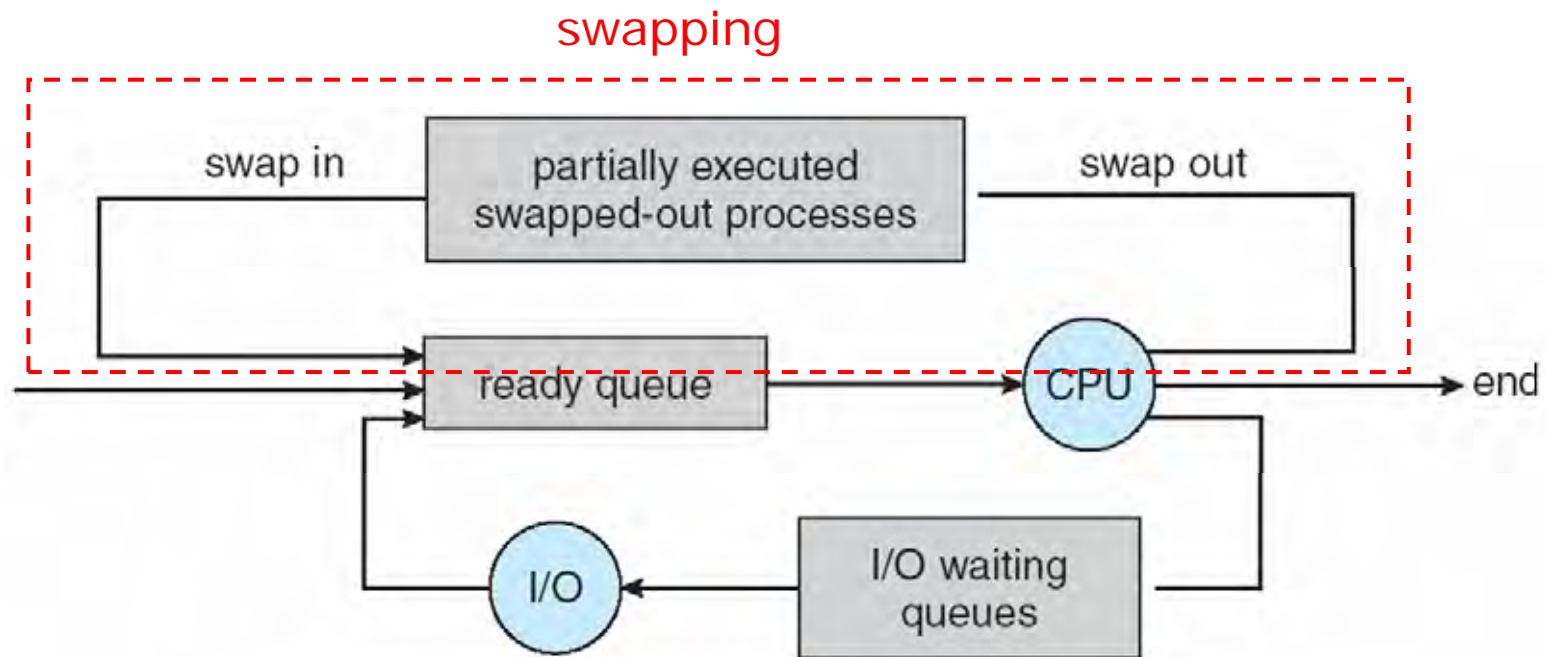 swapping
swap in
partially executed
swapped-out processes
swap out
ready queue
CPU
end
I/O
I/O waiting
queues